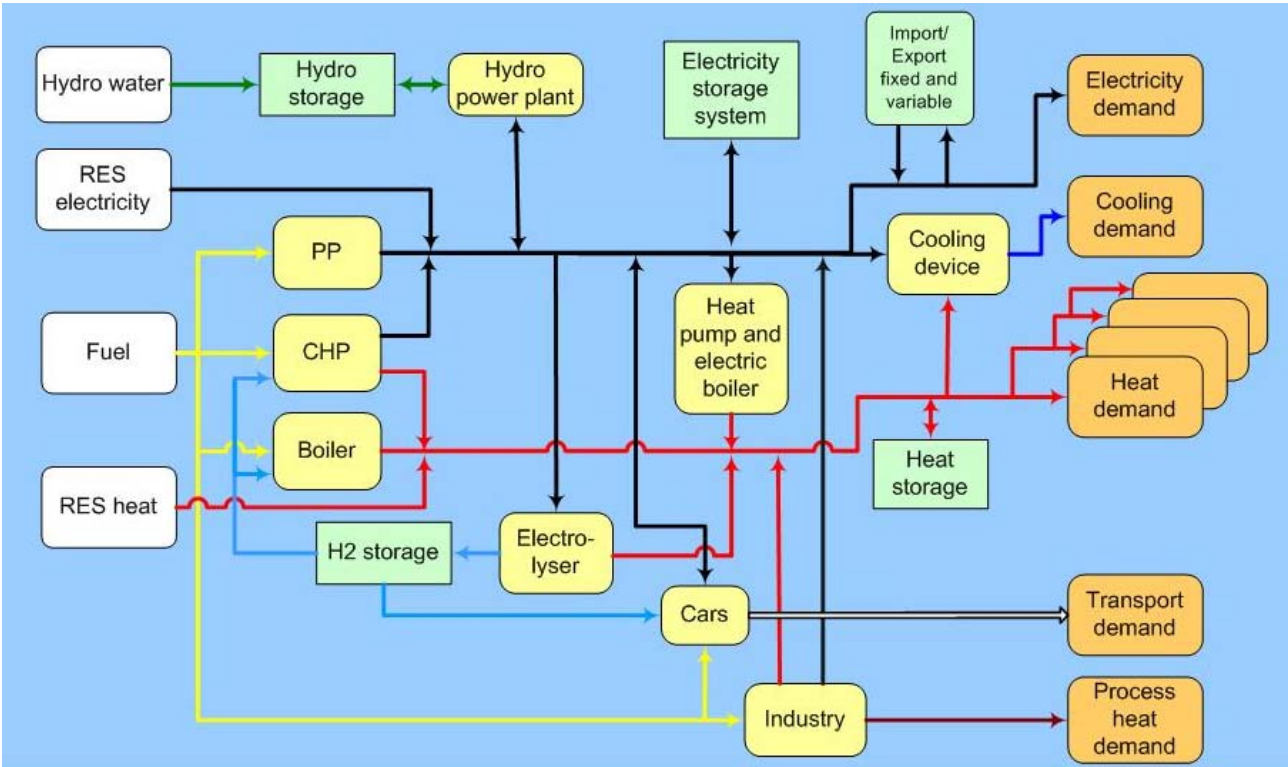 Hydro water
Hydro
storage
Hydro
power plant
Electricity
storage
system
Import/
Export
fixed and
variable
Electricity
demand
RES
electricity
PP
Cooling
device
Cooling
demand
Fuel
CHP
Heat
pump and
electric
boiler
Heat
demand
Boiler
Heat
storage
RES heat
H2 storage
Electro-
lyser
Cars
Transport
demand
Industry
Process
heat
demand